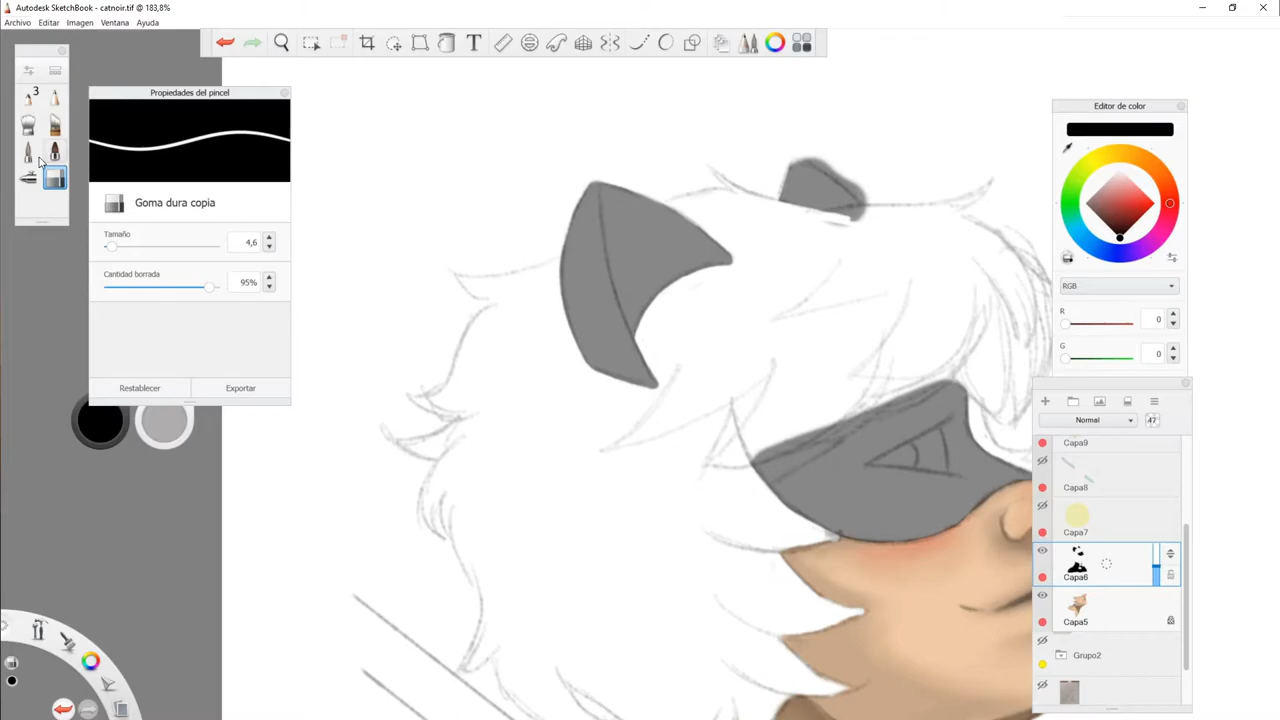 Autodesk SketchBook - catnoir.tif @ 183,8%
Archivo Editar Imagen Ventana Ayuda
3
Propiedades del pincel
Goma dura copia
Tamaño
4,6
Cantidad borrada
95%
Restablecer Exportar
Editor de color
RGB
R
0
G
0
Normal
47
Capa9
Capa8
Capa7
Capa6
Capa5
Grupo2